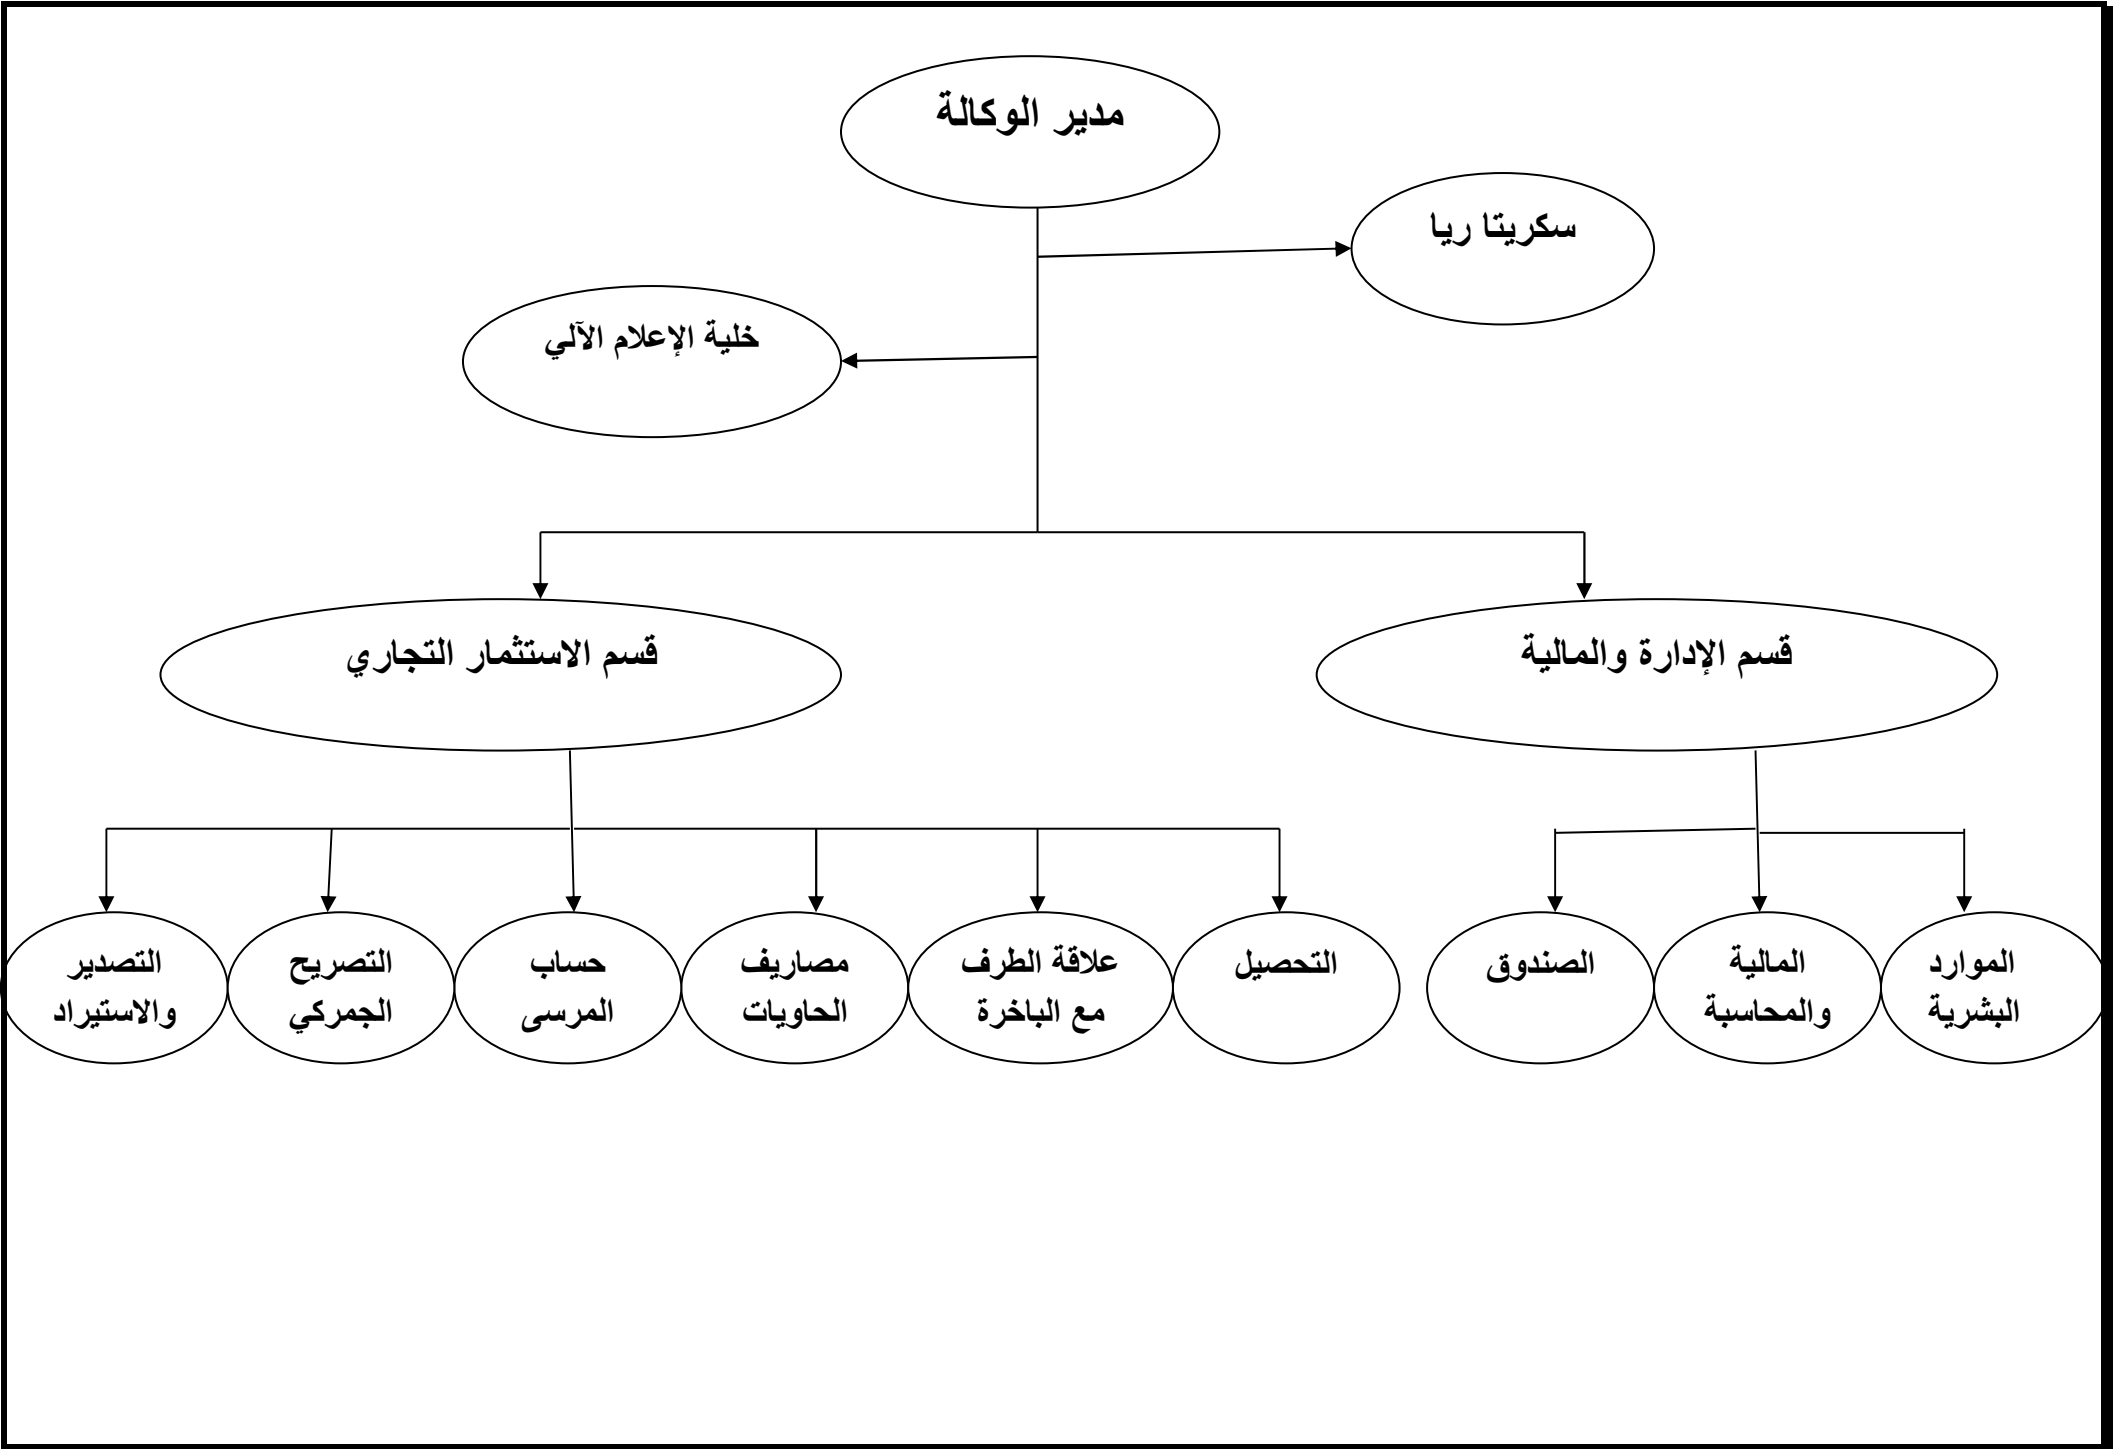 مدير الوكالة
سكريتا ريا
خلية الإعلام الآلي
قسم الإدارة والمالية
قسم الاستثمار التجاري
الموارد
البشرية
المالية
والمحاسبة
الصندوق
التحصيل
علاقة الطرف
مع الباخرة
مصاريف
الحاويات
حساب
المرسى
التصريح
الجمركي
التصدير
والاستيراد